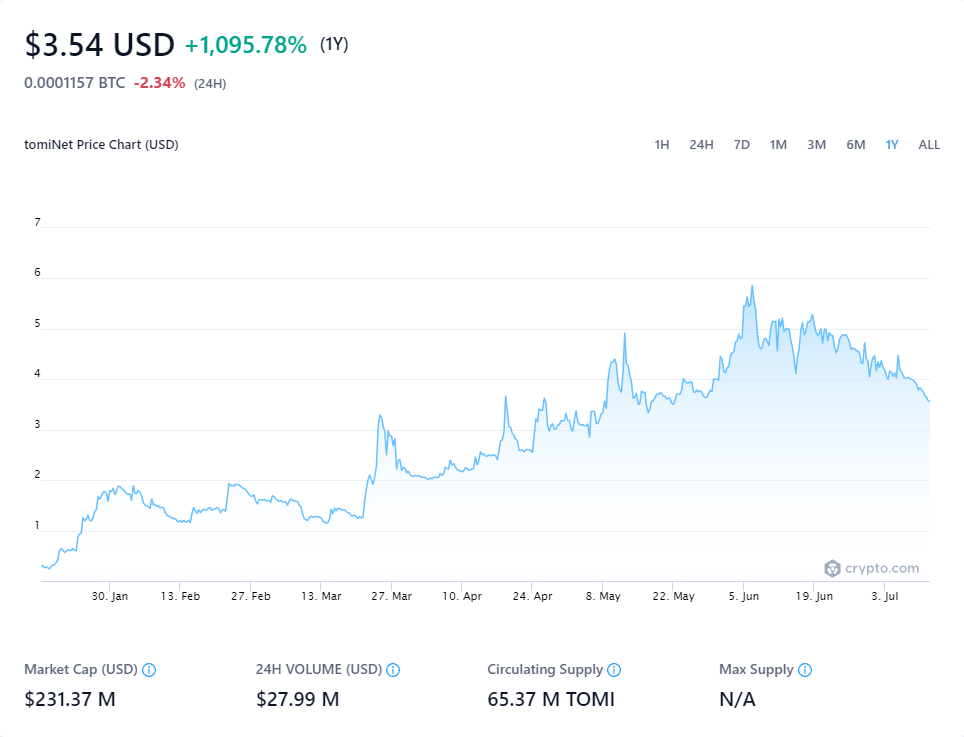 $3.54 USD +1,095.78% (1Y)
0.0001157 BTC -2.34% (24H)
tomiNet Price Chart (USD) 1H 24H 7D 1M 3M 6M 1Y ALL
7
6
5
4
3
2
1
crypto.com
30. Jan 13. Feb 27. Feb 13. Mar 27. Mar 10. Apr 24. Apr 8. May 22. May 5. Jun 19. Jun 3. Jul
Market Cap (USD) 24H VOLUME (USD) Circulating Supply Max Supply
$231.37 M $27.99 M 65.37 M TOMI N/A